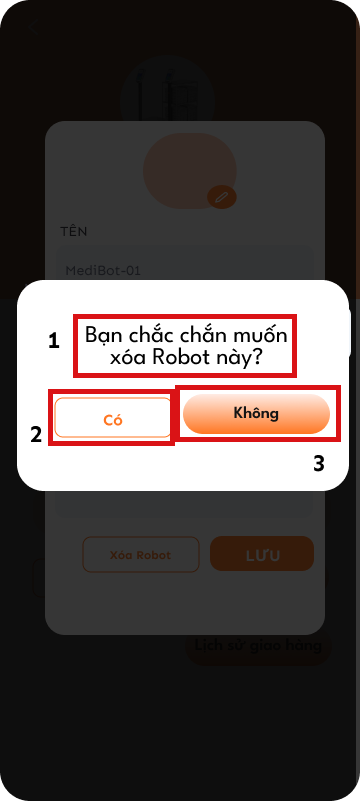 TÊN
MediBot-01
1
Bạn chắc chắn muốn
xóa Robot này?
2
Có
Không
3
Xóa Robot
LƯU
Lịch sử giao hàng